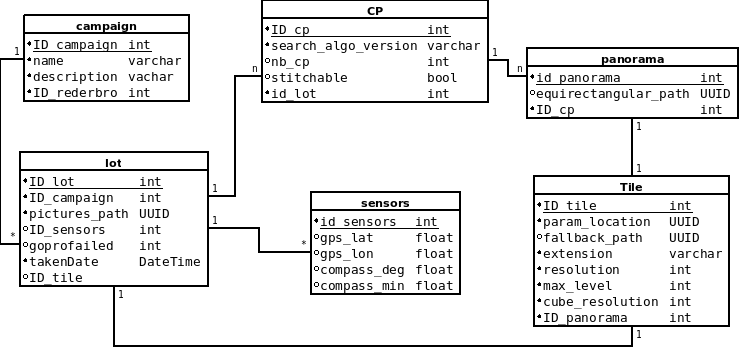 campaign
ID_campaign int
name varchar
description vachar
ID_rederbro int
1
*
CP
ID_cp int
search_algo_version varchar
nb_cp int
stitchable bool
id_lot int
n
1
n
panorama
id_panorama int
equirectangular_path UUID
ID_cp int
1
1
lot
ID_lot int
ID_campaign int
pictures_path UUID
ID_sensors int
goprofailed int
takenDate DateTime
ID_tile
1
1
*
1
sensors
id_sensors int
gps_lat float
gps_lon float
compass_deg float
compass_min float
Tile
ID_tile int
param_location UUID
fallback_path UUID
extension varchar
resolution int
max_level int
cube_resolution int
ID_panorama int
1